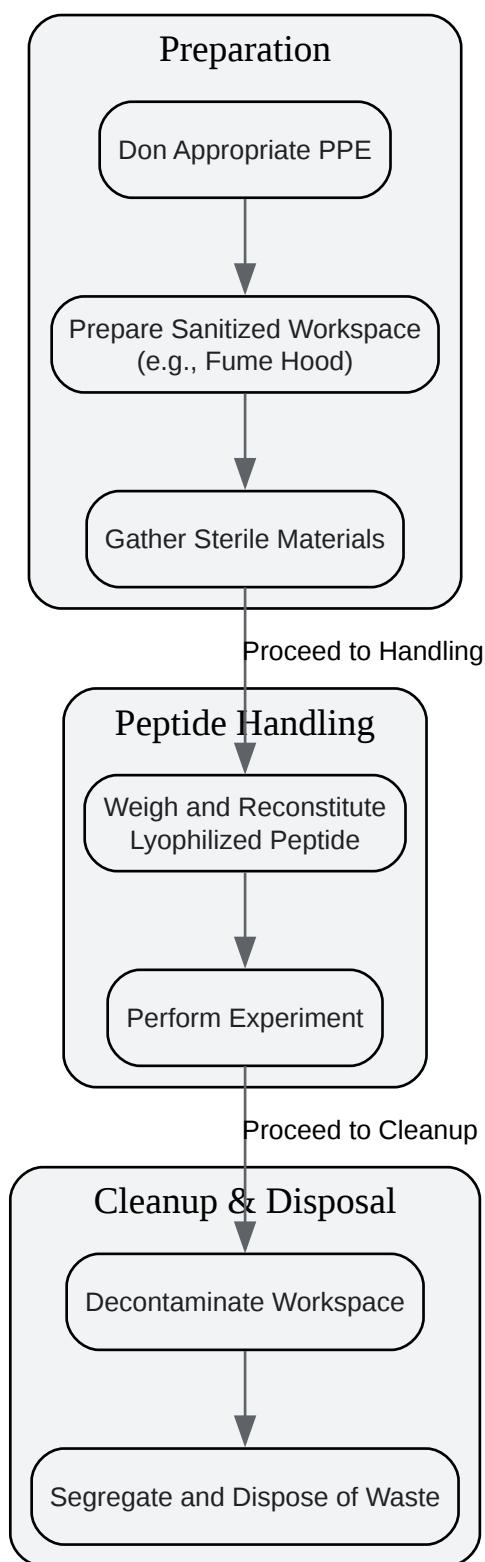 Preparation
Don Appropriate PPE
Prepare Sanitized Workspace
(e.g., Fume Hood)
Gather Sterile Materials
Proceed to Handling
Peptide Handling
Weigh and Reconstitute
Lyophilized Peptide
Perform Experiment
Proceed to Cleanup
Cleanup & Disposal
Decontaminate Workspace
Segregate and Dispose of Waste